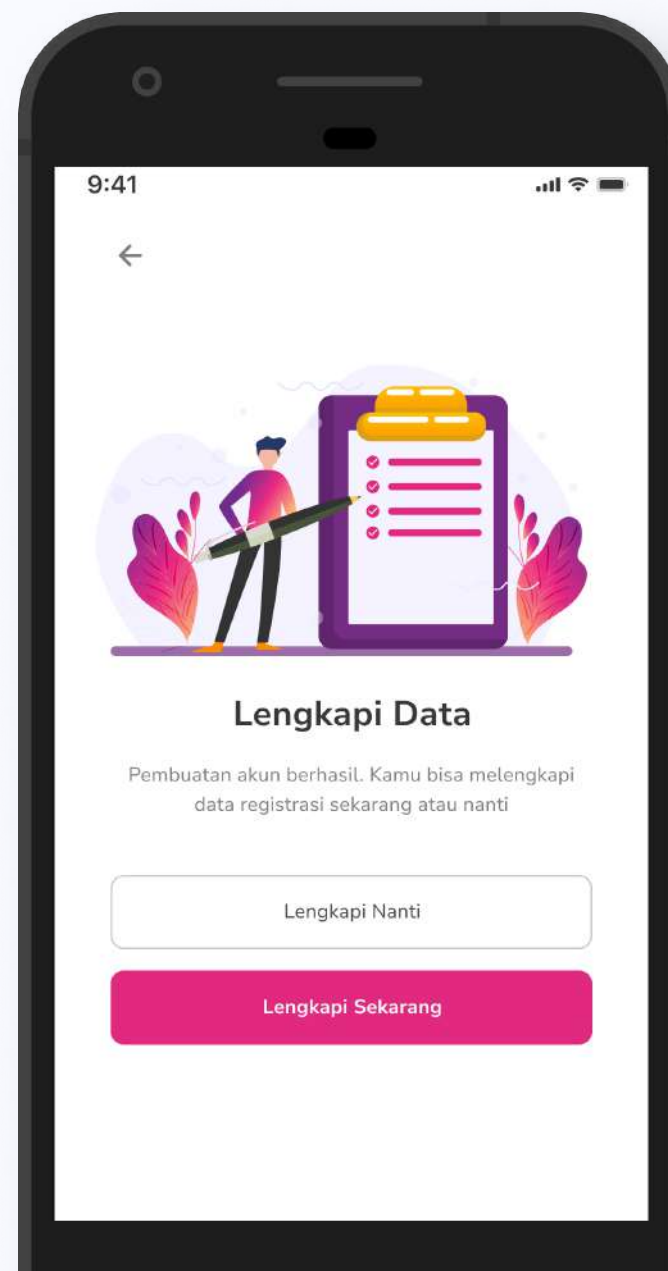 9:41
Lengkapi Data
Pembuatan akun berhasil. Kamu bisa melengkapi
data registrasi sekarang atau nanti
Lengkapi Nanti
Lengkapi Sekarang